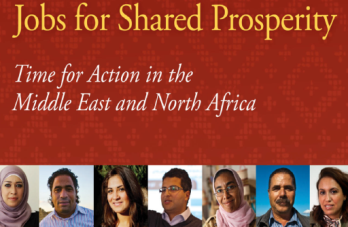 Jobs for Shared Prosperity
Time for Action in the
Middle East and North Africa